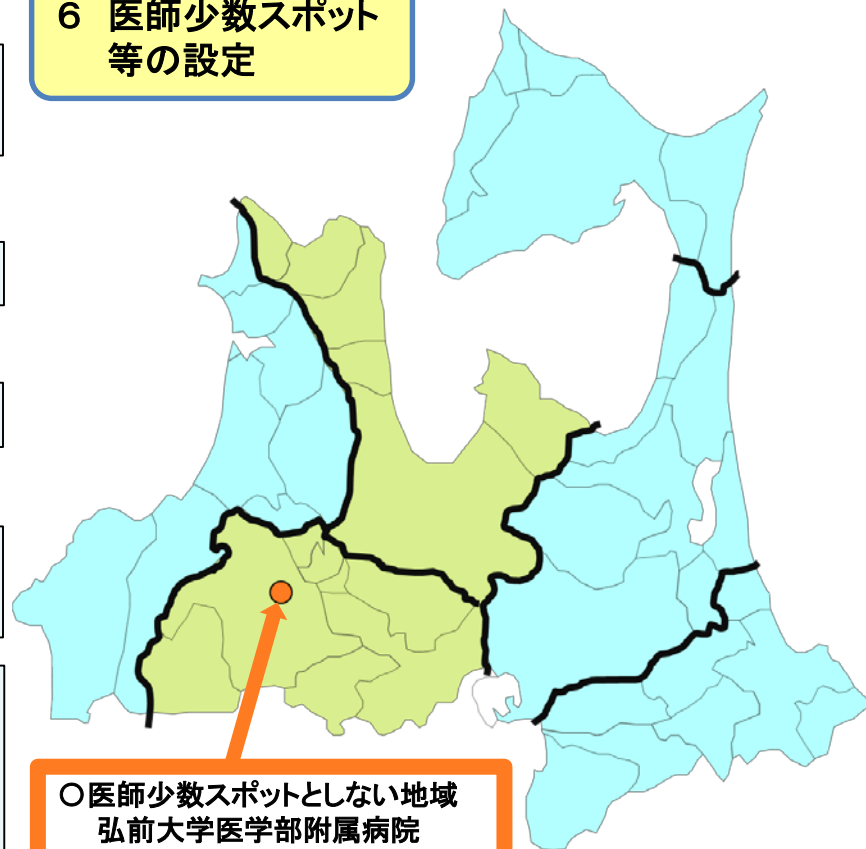 ６ 医師少数スポット
等の設定
〇医師少数スポットとしない地域
弘前大学医学部附属病院